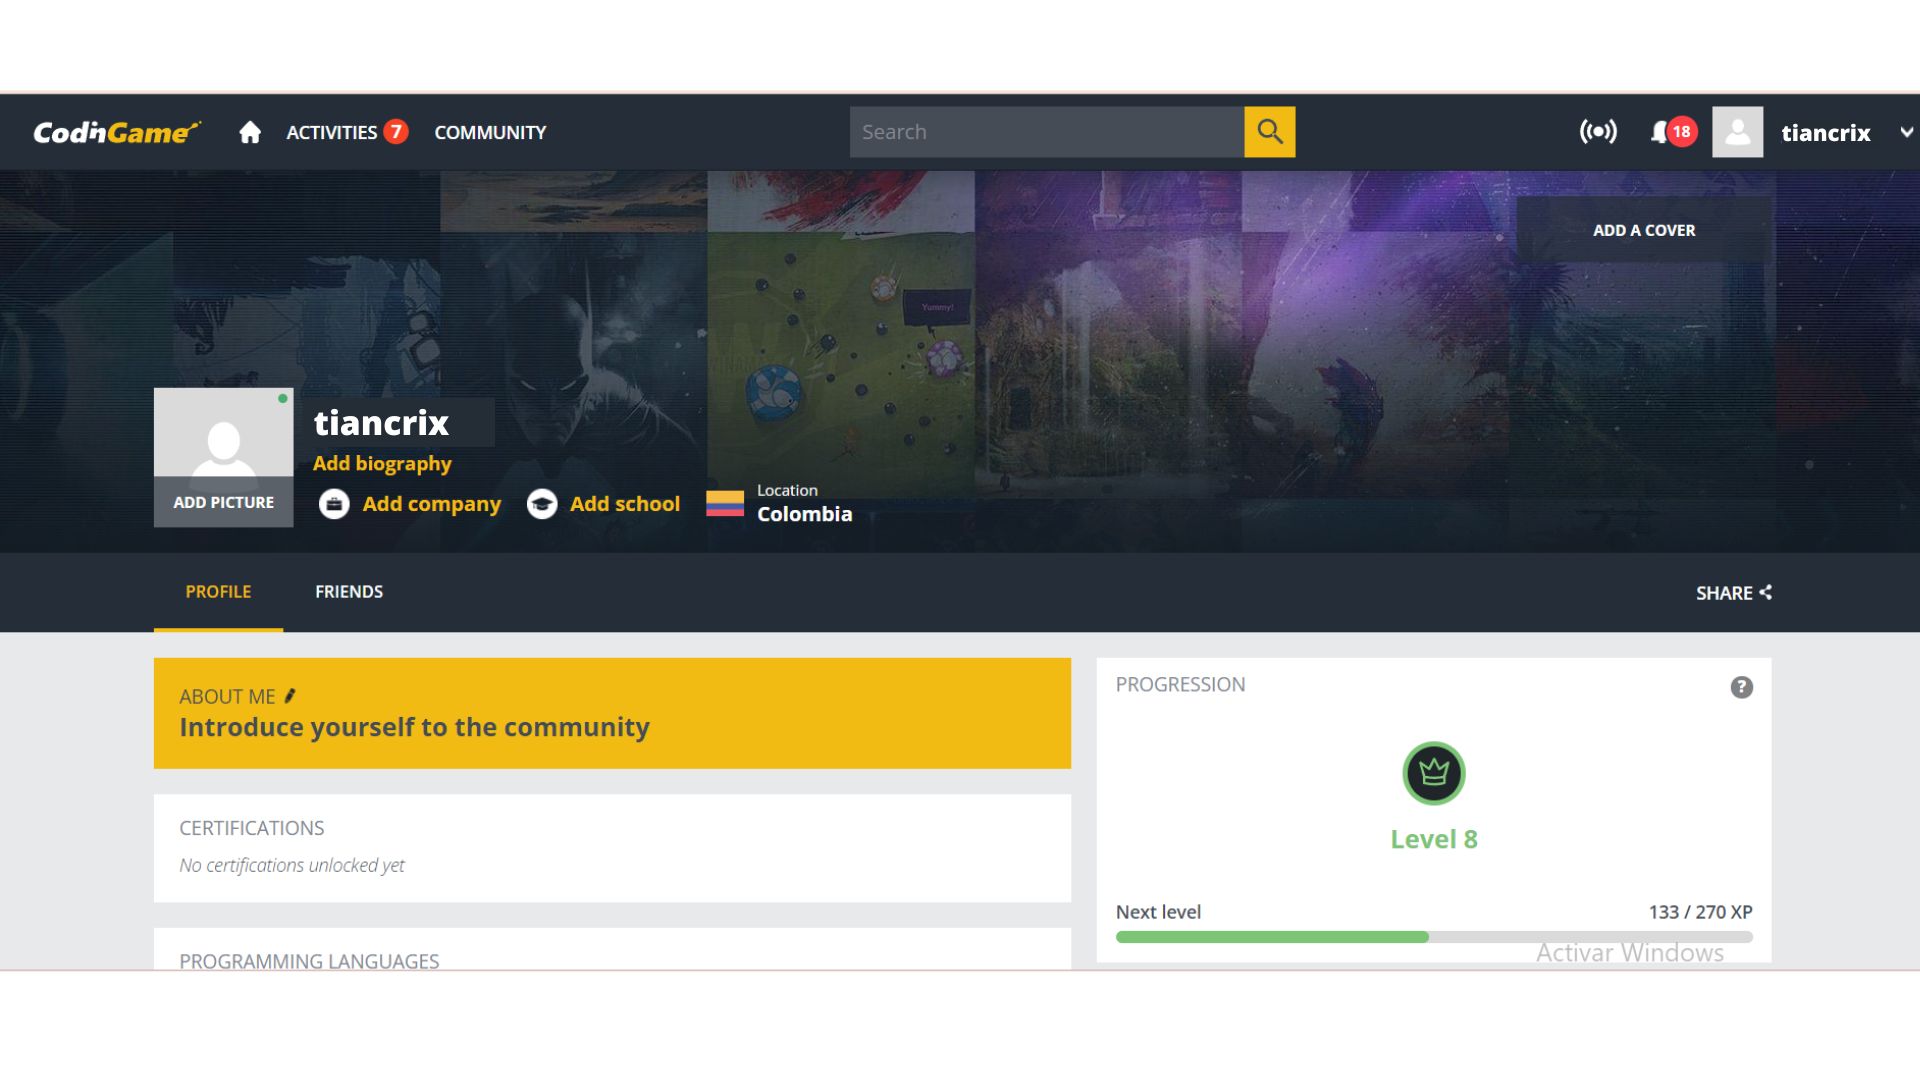 CodinGame
ACTIVITIES 7
COMMUNITY
Search
18
tiancrix
ADD A COVER
Yummy!
tiancrix
Add biography
ADD PICTURE
Add company
Add school
Location
Colombia
PROFILE
FRIENDS
SHARE
ABOUT ME
Introduce yourself to the community
CERTIFICATIONS
No certifications unlocked yet
PROGRAMMING LANGUAGES
PROGRESSION
?
Level 8
Next level
133 / 270 XP
Activar Windows